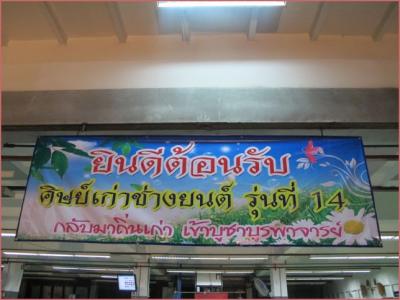 ยินดีต้อนรับ
ศิษย์เก่าช่างยนต์ รุ่นที่ 14
กลับมาถิ่นเก่า เข้าบูชาบูรพาจารย์